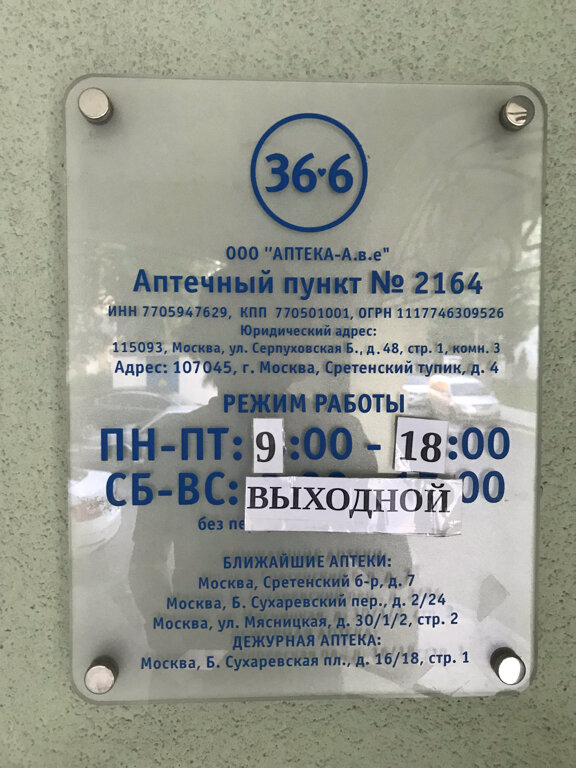 36·6
ООО "АПТЕКА-А.в.е"
Аптечный пункт № 2164
ИНН 7705947629, КПП 770501001, ОГРН 1117746309526
Юридический адрес:
115093, Москва, ул. Серпуховская Б., д. 48, стр. 1, комн. 3
Адрес: 107045, г. Москва, Сретенский тупик, д. 4
РЕЖИМ РАБОТЫ
ПН-ПТ: 9:00 - 18:00
СБ-ВС: ВЫХОДНОЙ 00
без
БЛИЖАЙШИЕ АПТЕКИ:
Москва, Сретенский б-р, д. 7
Москва, Б. Сухаревский пер., д. 2/24
Москва, ул. Мясницкая, д. 30/1/2, стр. 2
ДЕЖУРНАЯ АПТЕКА:
Москва, Б. Сухаревская пл., д. 16/18, стр. 1